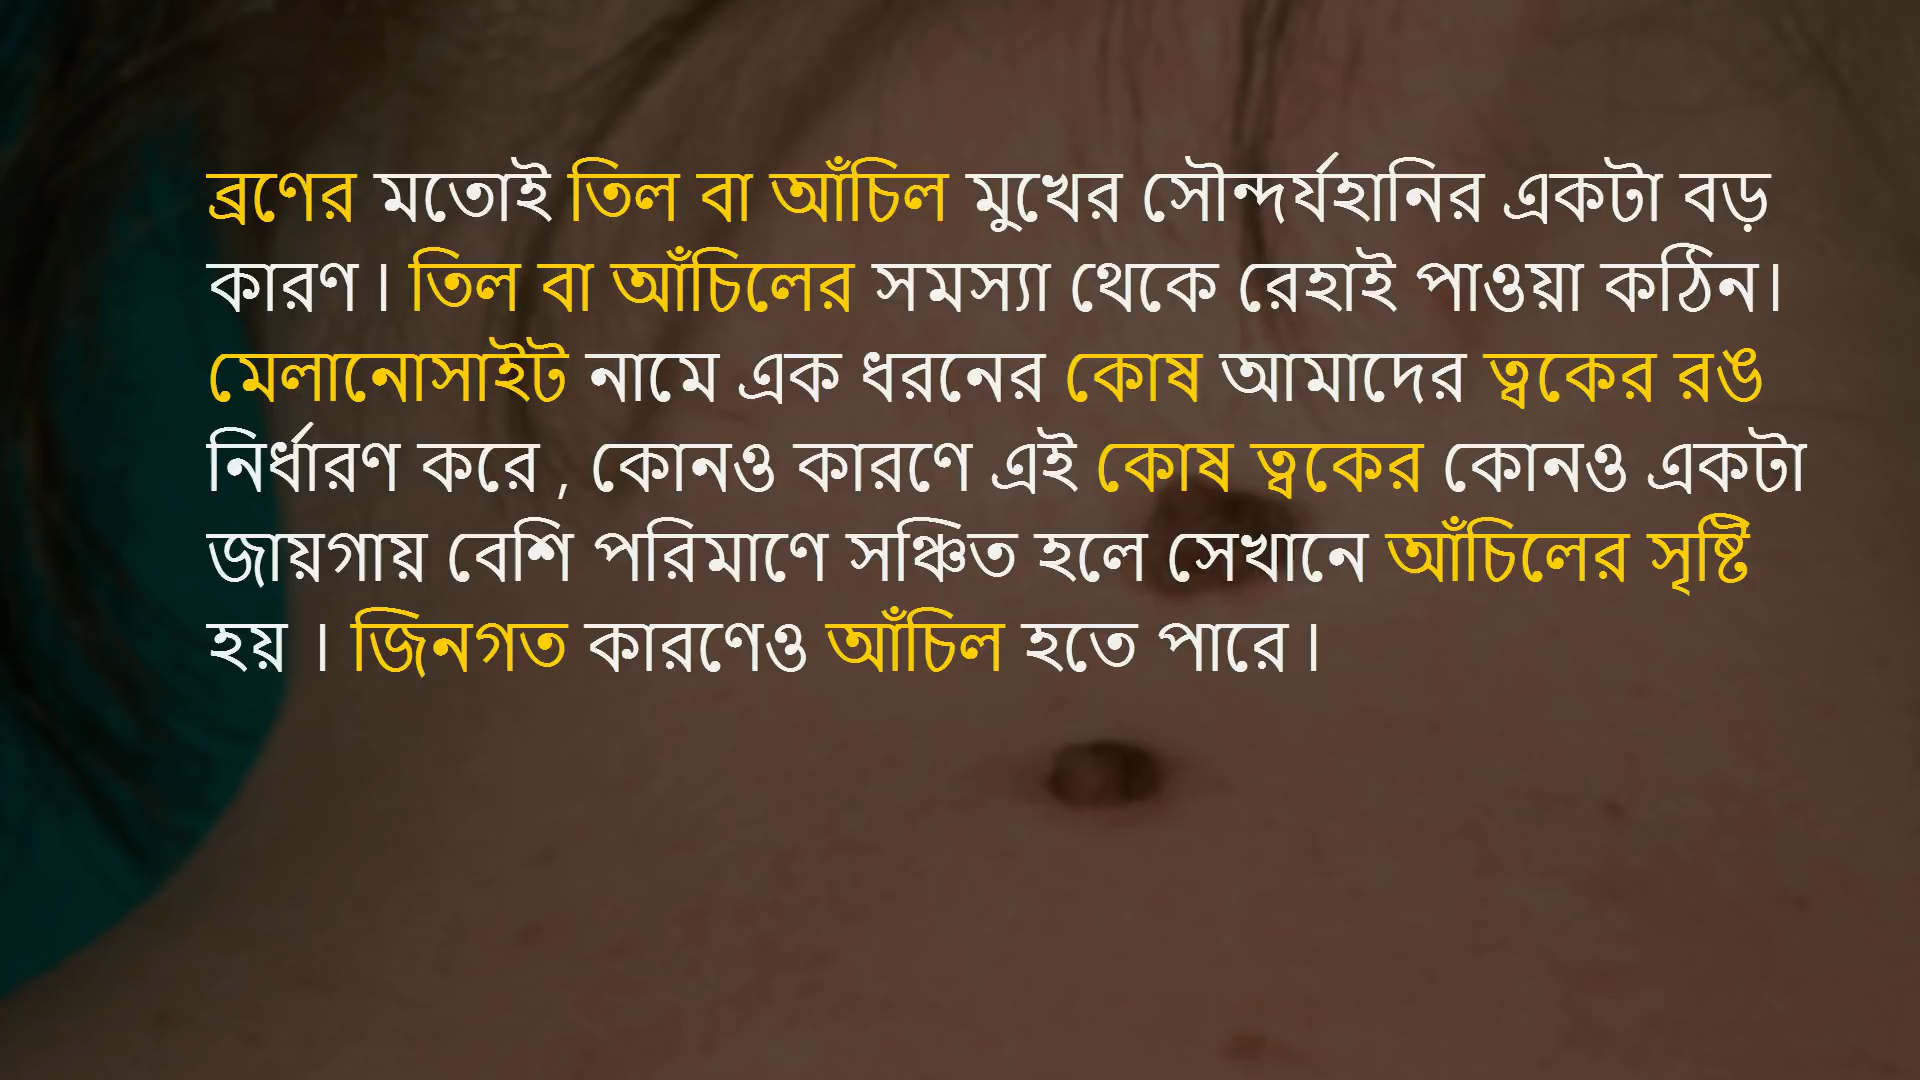 ব্রণের মতোই তিল বা আঁচিল মুখের সৌন্দর্যহানির একটা বড়
কারণ। তিল বা আঁচিলের সমস্যা থেকে রেহাই পাওয়া কঠিন।
মেলানোসাইট নামে এক ধরনের কোষ আমাদের ত্বকের রঙ
নির্ধারণ করে , কোনও কারণে এই কোষ ত্বকের কোনও একটা
জায়গায় বেশি পরিমাণে সঞ্চিত হলে সেখানে আঁচিলের সৃষ্টি
হয় । জিনগত কারণেও আঁচিল হতে পারে।